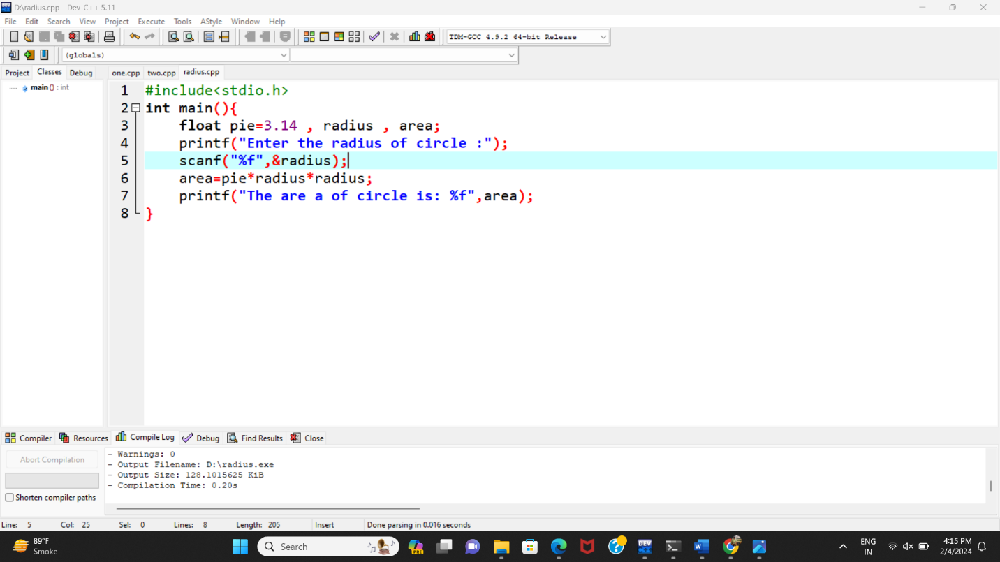 D:\radius.cpp - Dev-C++ 5.11
File Edit Search View Project Execute Tools AStyle Window Help
TDM-GCC 4.9.2 64-bit Release
(globals)
Project Classes Debug one.cpp two.cpp radius.cpp
main () : int
1 #include<stdio.h>
2 int main(){
3 float pie=3.14 , radius , area;
4 printf("Enter the radius of circle :");
5 scanf("%f",&radius);
6 area=pie*radius*radius;
7 printf("The are a of circle is: %f",area);
8 }
Compiler Resources Compile Log Debug Find Results Close
Abort Compilation
Shorten compiler paths
- Warnings: 0
- Output Filename: D:\radius.exe
- Output Size: 128.1015625 KiB
- Compilation Time: 0.20s
Line: 5 Col: 25 Sel: 0 Lines: 8 Length: 205 Insert Done parsing in 0.016 seconds
89°F
Smoke
Search
PRE
DEV
ENG
IN
4:15 PM
2/4/2024